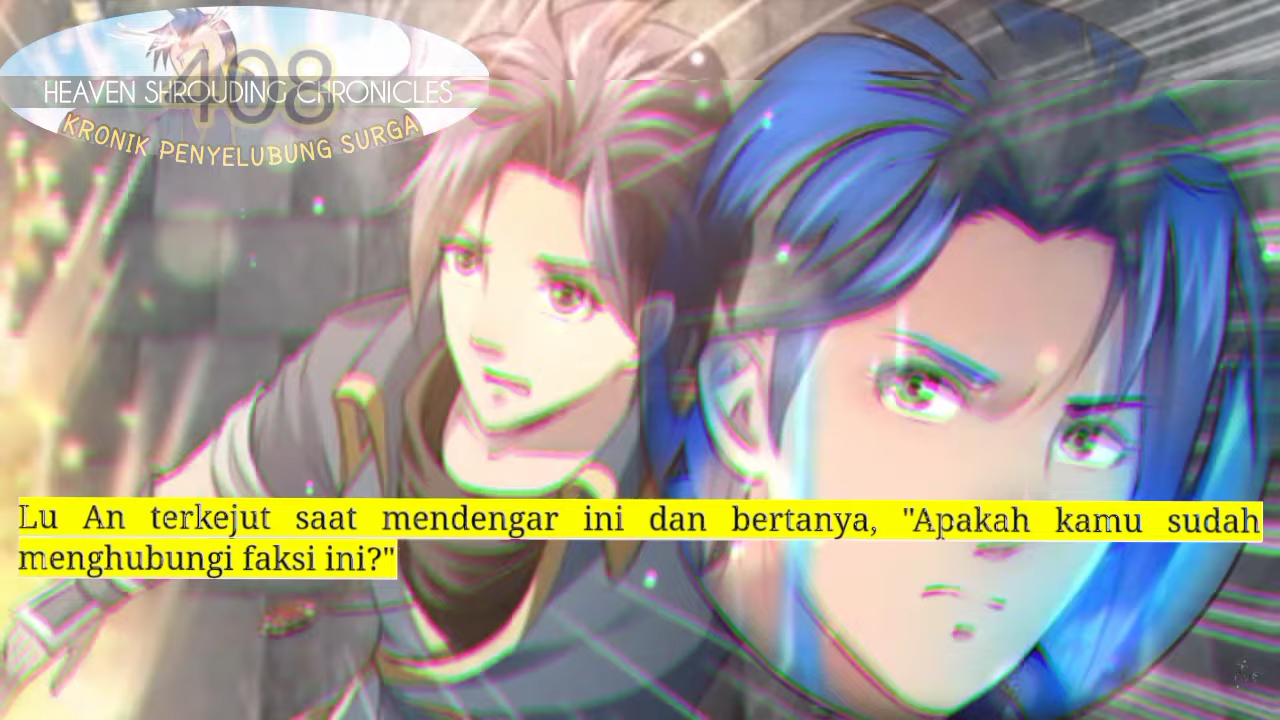 408
HEAVEN SHROUDING CHRONICLES
KRONIK PENYELUBUNG SURGA
Lu An terkejut saat mendengar ini dan bertanya, "Apakah kamu sudah
menghubungi faksi ini?"